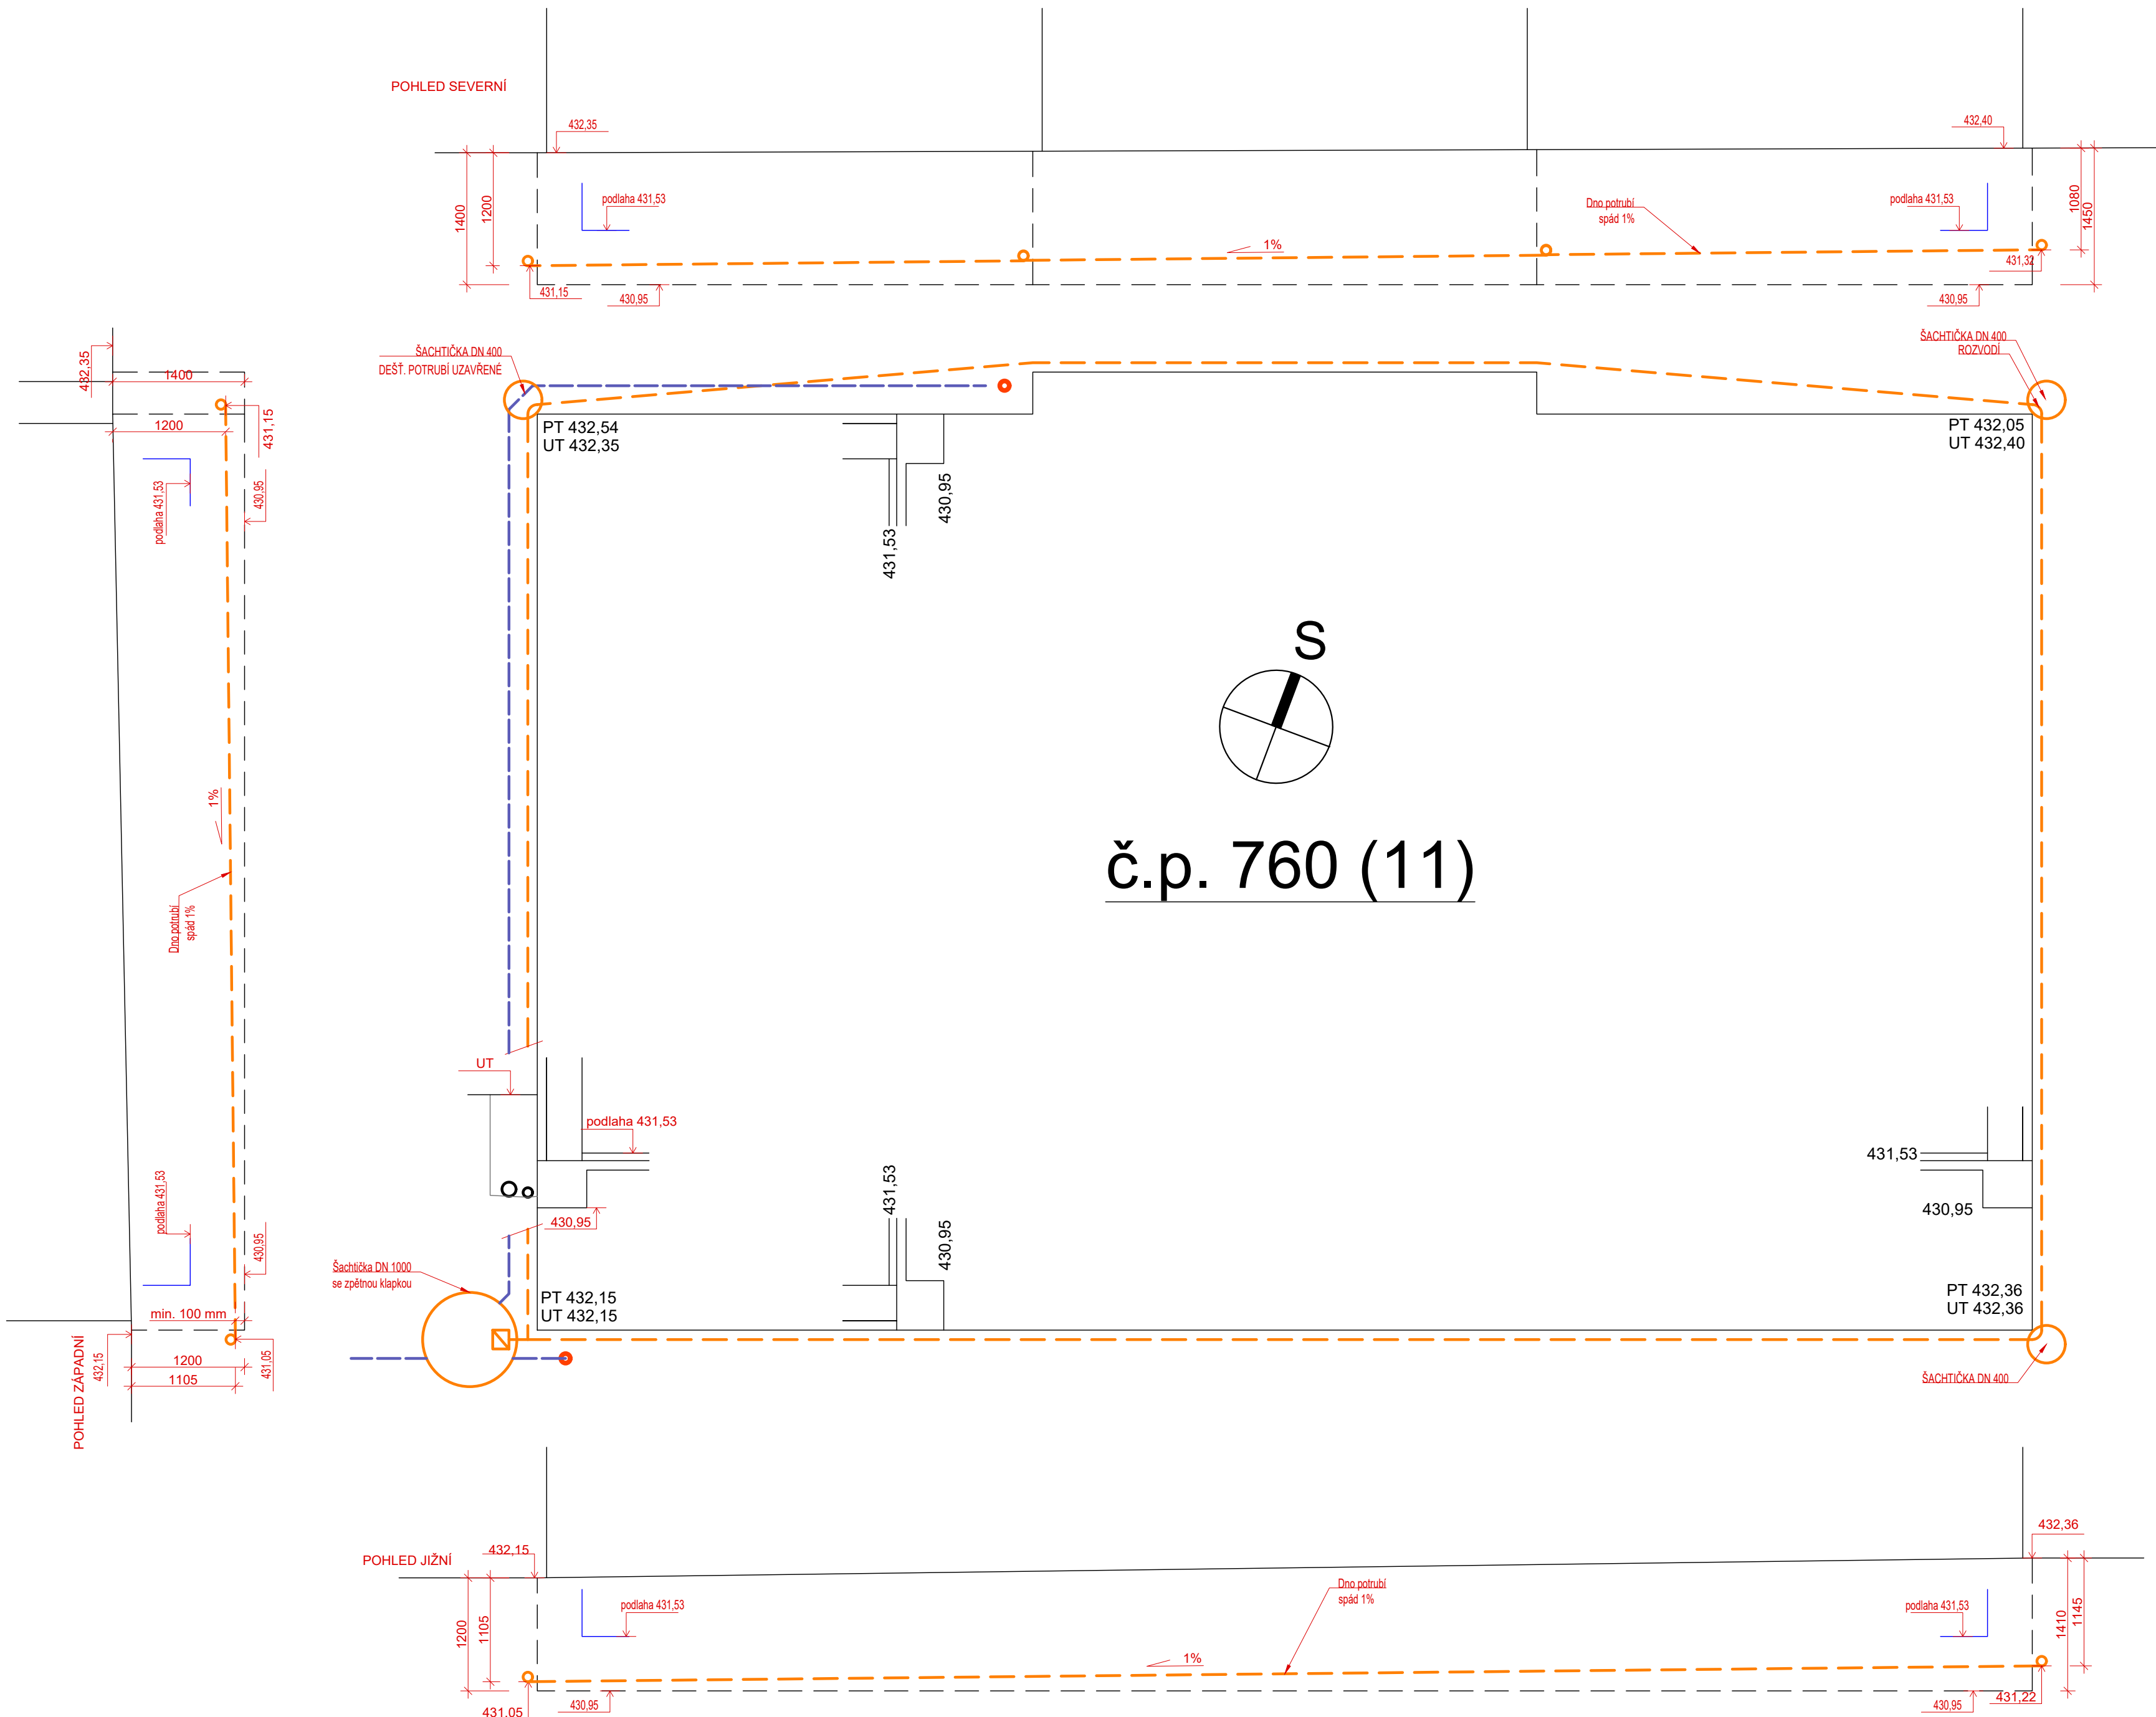 POHLED SEVERNÍ
432,35
432,40
1400
1200
podlaha 431,53
Dno potrubí
spád 1%
podlaha 431,53
1080
1450
1%
431,15
430,95
431,32
430,95
432,35
1400
1200
431,15
podlaha 431,53
430,95
1%
Dno potrubí
spád 1%
podlaha 431,53
430,95
min. 100 mm
432,15
1200
1105
431,05
POHLED ZÁPADNÍ
ŠACHTIČKA DN 400
DEŠŤ. POTRUBÍ UZAVŘENÉ
ŠACHTIČKA DN 400
ROZVODÍ
PT 432,54
UT 432,35
PT 432,05
UT 432,40
431,53
430,95
S
č.p. 760 (11)
UT
podlaha 431,53
430,95
431,53
430,95
431,53
430,95
Šachtička DN 1000
se zpětnou klapkou
PT 432,15
UT 432,15
PT 432,36
UT 432,36
ŠACHTIČKA DN 400
POHLED JIŽNÍ
432,15
432,36
1200
1105
podlaha 431,53
Dno potrubí
spád 1%
podlaha 431,53
1410
1145
1%
431,05
430,95
430,95
431,22